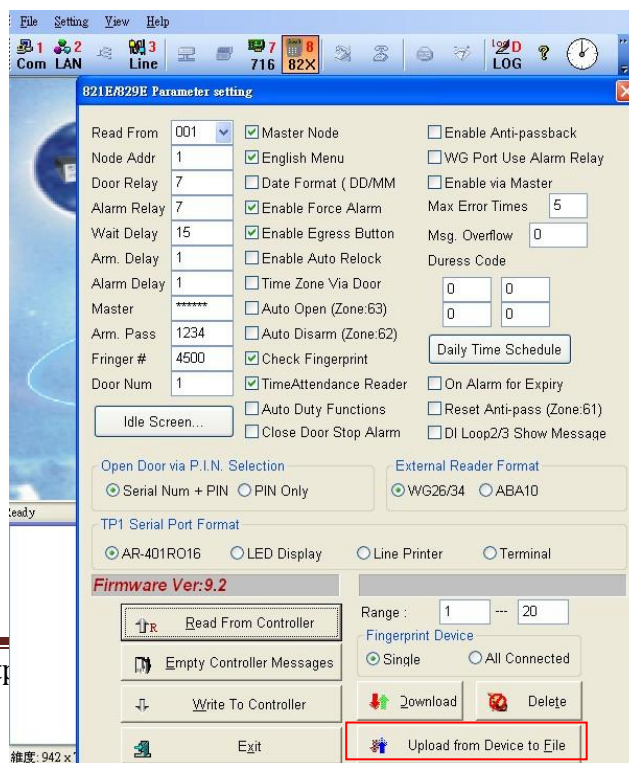 File Setting View Help
1 2 3 7 8 LOG D ?
Com LAN Line 716 82X LOG
821E/829E Parameter setting
Read From 001 Master Node Enable Anti-passback
Node Addr 1 English Menu WG Port Use Alarm Relay
Door Relay 7 Date Format ( DD/MM Enable via Master
Alarm Relay 7 Enable Force Alarm Max Error Times 5
Wait Delay 15 Enable Egress Button Msg. Overflow 0
Arm. Delay 1 Enable Auto Relock Duress Code
Alarm Delay 1 Time Zone Via Door 0 0
Master ****** Auto Open (Zone:63) 0 0
Arm. Pass 1234 Auto Disarm (Zone:62)
Fringer # 4500 Check Fingerprint Daily Time Schedule
Door Num 1 TimeAttendance Reader On Alarm for Expiry
Idle Screen... Auto Duty Functions Reset Anti-pass (Zone:61)
Close Door Stop Alarm DI Loop2/3 Show Message
Open Door via P.I.N. Selection External Reader Format
Serial Num + PIN PIN Only WG26/34 ABA10
TP1 Serial Port Format
AR-401RO16 LED Display Line Printer Terminal
Firmware Ver:9.2
Read From Controller Range : 1 --- 20
Fingerprint Device
Empty Controller Messages Single All Connected
Write To Controller Download Delete
Exit Upload from Device to File
維度: 942 x